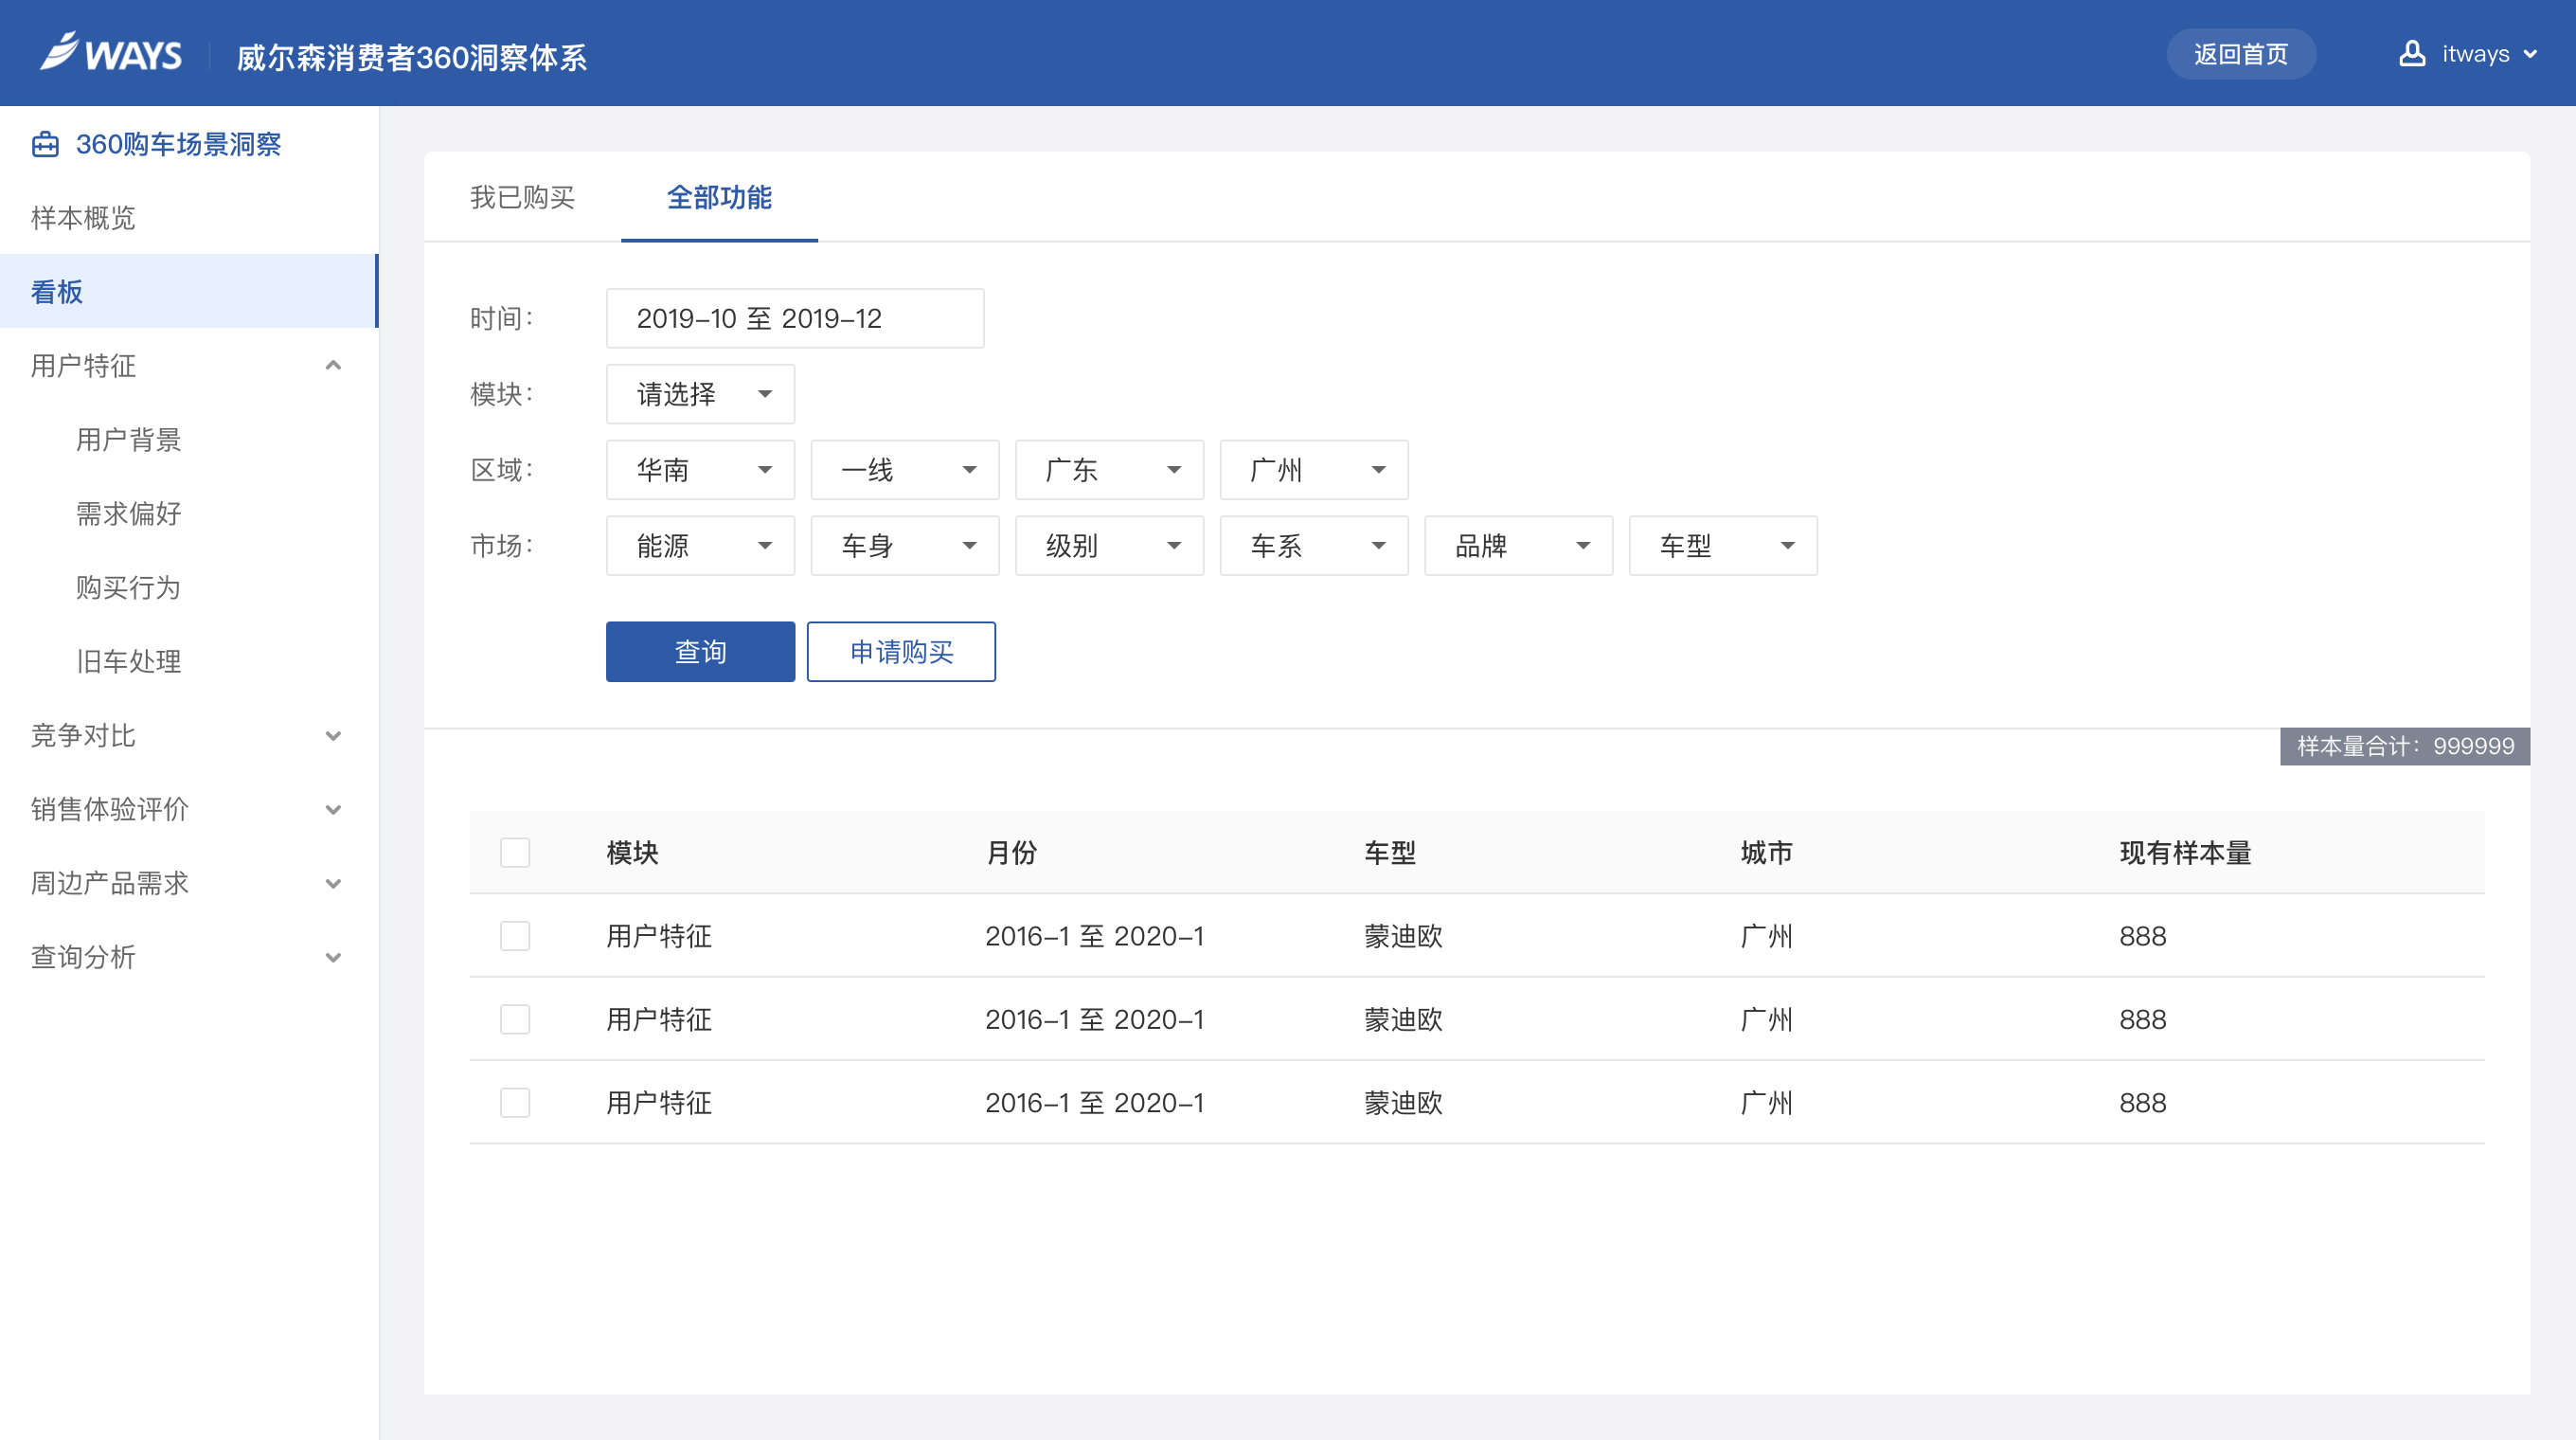 WAYS
威尔森消费者360洞察体系
返回首页
itways
360购车场景洞察
样本概览
看板
用户特征
用户背景
需求偏好
购买行为
旧车处理
竞争对比
销售体验评价
周边产品需求
查询分析
我已购买 全部功能
时间： 2019-10 至 2019-12
模块： 请选择
区域： 华南 一线 广东 广州
市场： 能源 车身 级别 车系 品牌 车型
查询 申请购买
样本量合计：999999
模块 月份 车型 城市 现有样本量
用户特征 2016-1 至 2020-1 蒙迪欧 广州 888
用户特征 2016-1 至 2020-1 蒙迪欧 广州 888
用户特征 2016-1 至 2020-1 蒙迪欧 广州 888